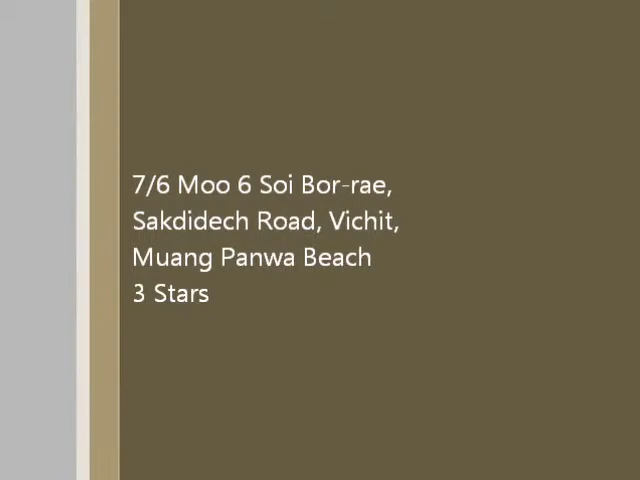 7/6 Moo 6 Soi Bor-rae,
Sakdidech Road, Vichit,
Muang Panwa Beach
3 Stars